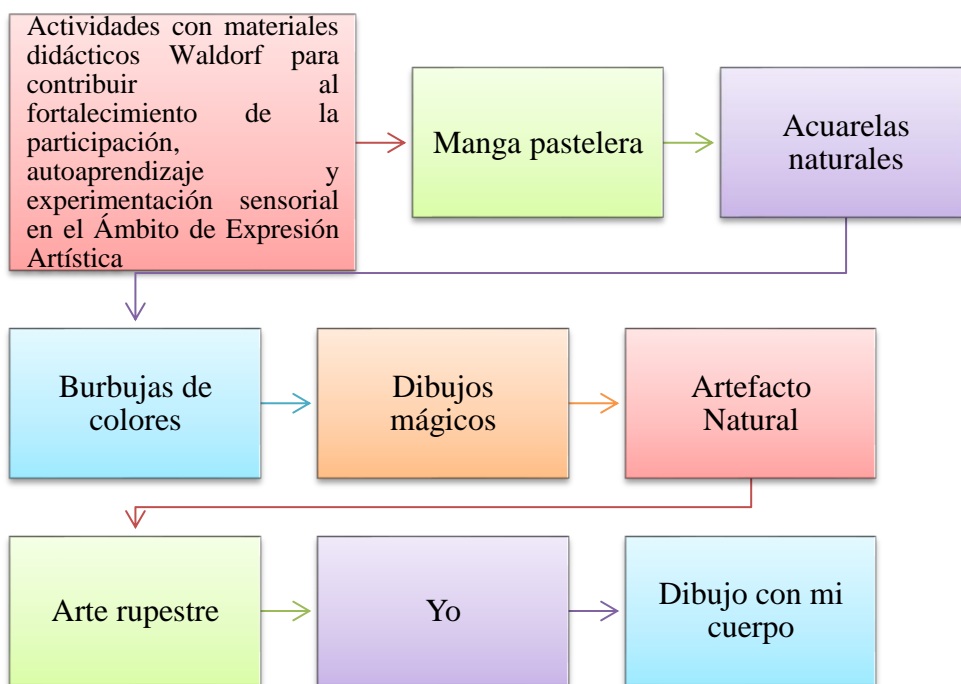 Actividades con materiales
didácticos Waldorf para
contribuir al
fortalecimiento de la
participación,
autoaprendizaje y
experimentación sensorial
en el Ámbito de Expresión
Artística
Manga pastelera
Acuarelas
naturales
Burbujas de
colores
Dibujos
mágicos
Artefacto
Natural
Arte rupestre
Yo
Dibujo con mi
cuerpo